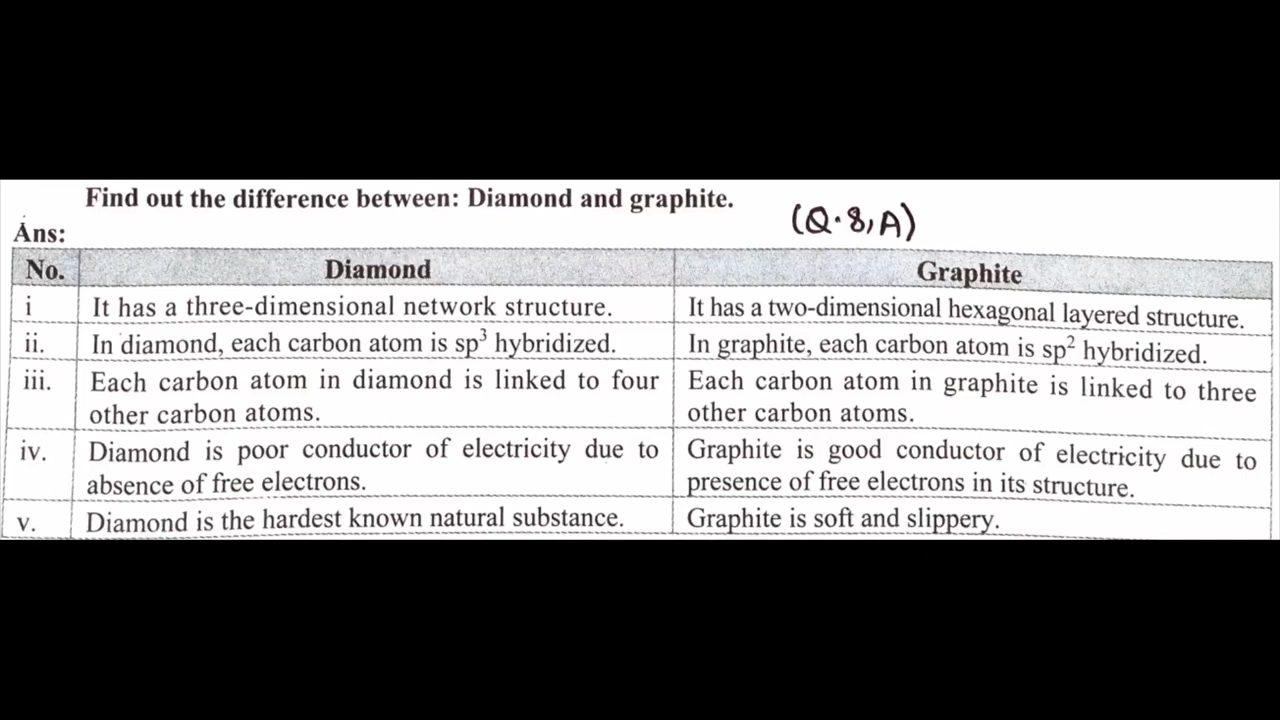 Find out the difference between: Diamond and graphite.
(Q.8,A)
Ans:
No. Diamond Graphite
i It has a three-dimensional network structure. It has a two-dimensional hexagonal layered structure.
ii. In diamond, each carbon atom is sp³ hybridized. In graphite, each carbon atom is sp² hybridized.
iii. Each carbon atom in diamond is linked to four Each carbon atom in graphite is linked to three
other carbon atoms. other carbon atoms.
iv. Diamond is poor conductor of electricity due to Graphite is good conductor of electricity due to
absence of free electrons. presence of free electrons in its structure.
v. Diamond is the hardest known natural substance. Graphite is soft and slippery.